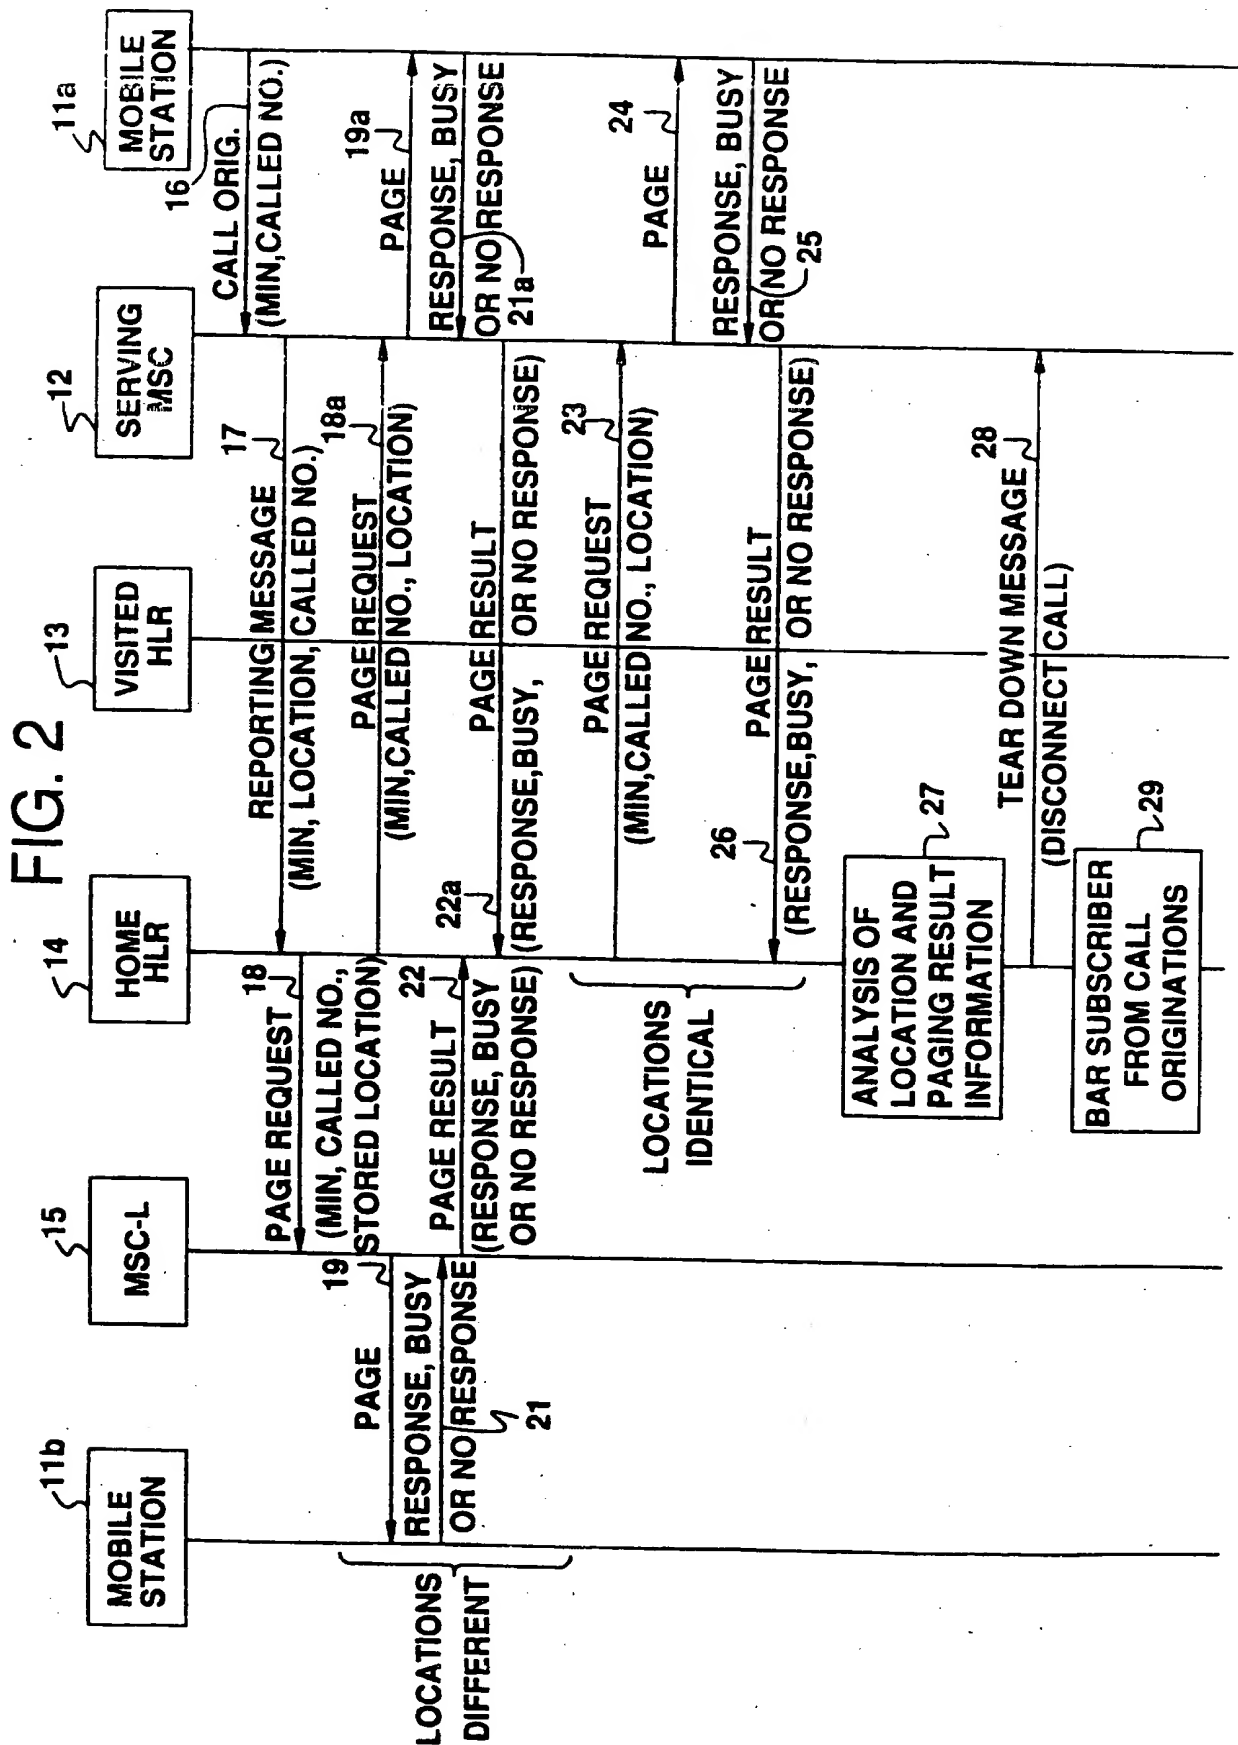 FIG. 2
11b
MOBILE
STATION
15
MSC-L
14
HOME
HLR
13
VISITED
HLR
12
SERVING
MSC
11a
MOBILE
STATION
16
CALL ORIG.
(MIN,CALLED NO.)
REPORTING MESSAGE 17
(MIN, LOCATION, CALLED NO.)
PAGE REQUEST 18
(MIN, CALLED NO.,
STORED LOCATION)
PAGE REQUEST 18a
(MIN,CALLED NO., LOCATION)
PAGE 19
PAGE 19a
LOCATIONS
DIFFERENT
RESPONSE, BUSY
OR NO RESPONSE
21
PAGE RESULT 22
(RESPONSE, BUSY
OR NO RESPONSE)
RESPONSE, BUSY
OR NO RESPONSE
21a
22a
PAGE RESULT
(RESPONSE,BUSY, OR NO RESPONSE)
LOCATIONS
IDENTICAL
PAGE REQUEST 23
(MIN,CALLED NO., LOCATION)
PAGE 24
RESPONSE, BUSY
OR NO RESPONSE
25
26 PAGE RESULT
(RESPONSE,BUSY, OR NO RESPONSE)
ANALYSIS OF
LOCATION AND
PAGING RESULT
INFORMATION
27
TEAR DOWN MESSAGE 28
(DISCONNECT CALL)
BAR SUBSCRIBER
FROM CALL
ORIGINATIONS
29